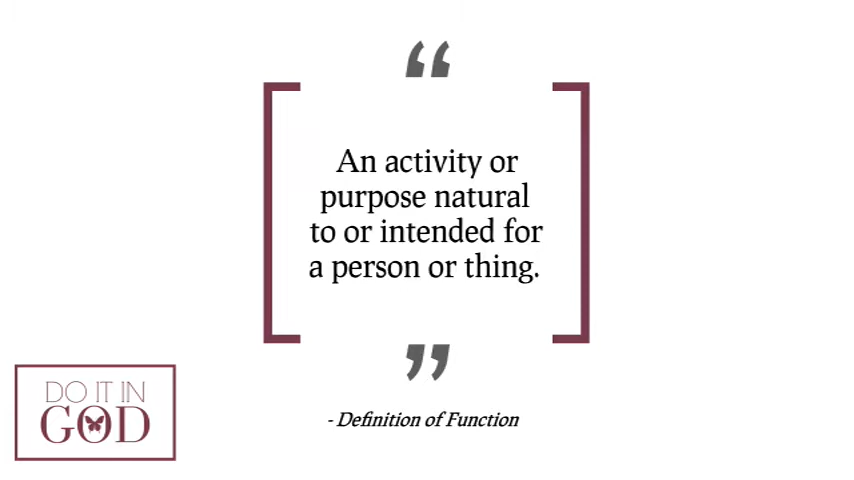 “
An activity or
purpose natural
to or intended for
a person or thing.
”
- Definition of Function
DO IT IN
GOD